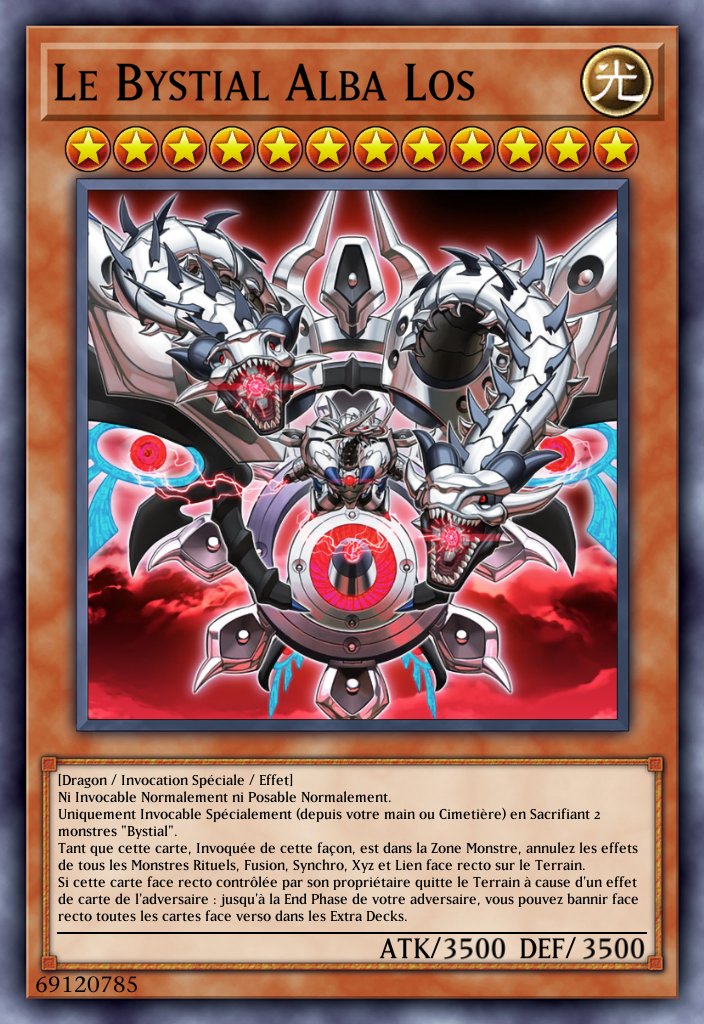 Le Bystial Alba Los
光
[Dragon / Invocation Spéciale / Effet]
Ni Invocable Normalement ni Posable Normalement.
Uniquement Invocable Spécialement (depuis votre main ou Cimetière) en Sacrifiant 2
monstres "Bystial".
Tant que cette carte, Invoquée de cette façon, est dans la Zone Monstre, annulez les effets
de tous les Monstres Rituels, Fusion, Synchro, Xyz et Lien face recto sur le Terrain.
Si cette carte face recto contrôlée par son propriétaire quitte le Terrain à cause d'un effet
de carte de l'adversaire : jusqu'à la End Phase de votre adversaire, vous pouvez bannir face
recto toutes les cartes face verso dans les Extra Decks.
ATK/3500 DEF/ 3500
69120785